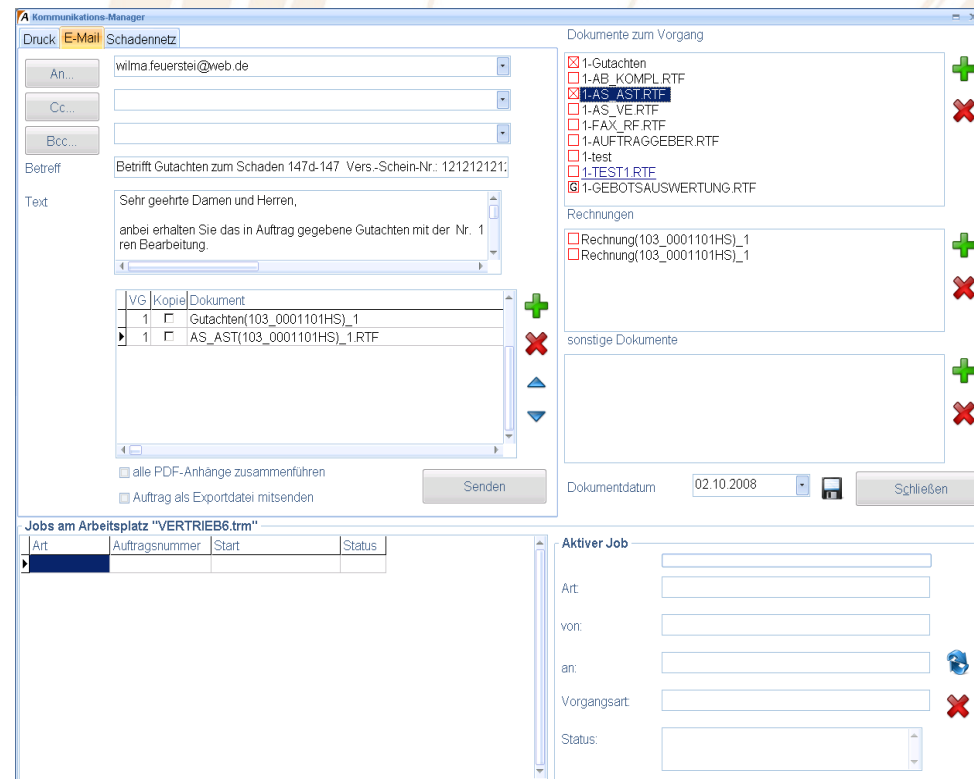 Kommunikations-Manager
Druck E-Mail Schadennetz
An...
wilma.feuerstei@web.de
Cc...
Bcc...
Betreff
Betrifft Gutachten zum Schaden 147d-147 Vers.-Schein-Nr.: 121212121
Text
Sehr geehrte Damen und Herren,
anbei erhalten Sie das in Auftrag gegebene Gutachten mit der Nr. 1
ren Bearbeitung.
VG Kopie Dokument
1 Gutachten(103_0001101HS)_1
1 AS_AST(103_0001101HS)_1.RTF
alle PDF-Anhänge zusammenführen
Auftrag als Exportdatei mitsenden
Senden
Dokumente zum Vorgang
1-Gutachten
1-AB_KOMPL.RTF
1-AS_AST.RTF
1-AS_VE.RTF
1-FAX_RF.RTF
1-AUFTRAGGEBER.RTF
1-test
1-TEST1.RTF
G 1-GEBOTSAUSWERTUNG.RTF
Rechnungen
Rechnung(103_0001101HS)_1
Rechnung(103_0001101HS)_1
sonstige Dokumente
Dokumentdatum
02.10.2008
Schließen
Jobs am Arbeitsplatz "VERTRIEB6.trm"
Art Auftragsnummer Start Status
Aktiver Job
Art:
von:
an:
Vorgangsart:
Status: